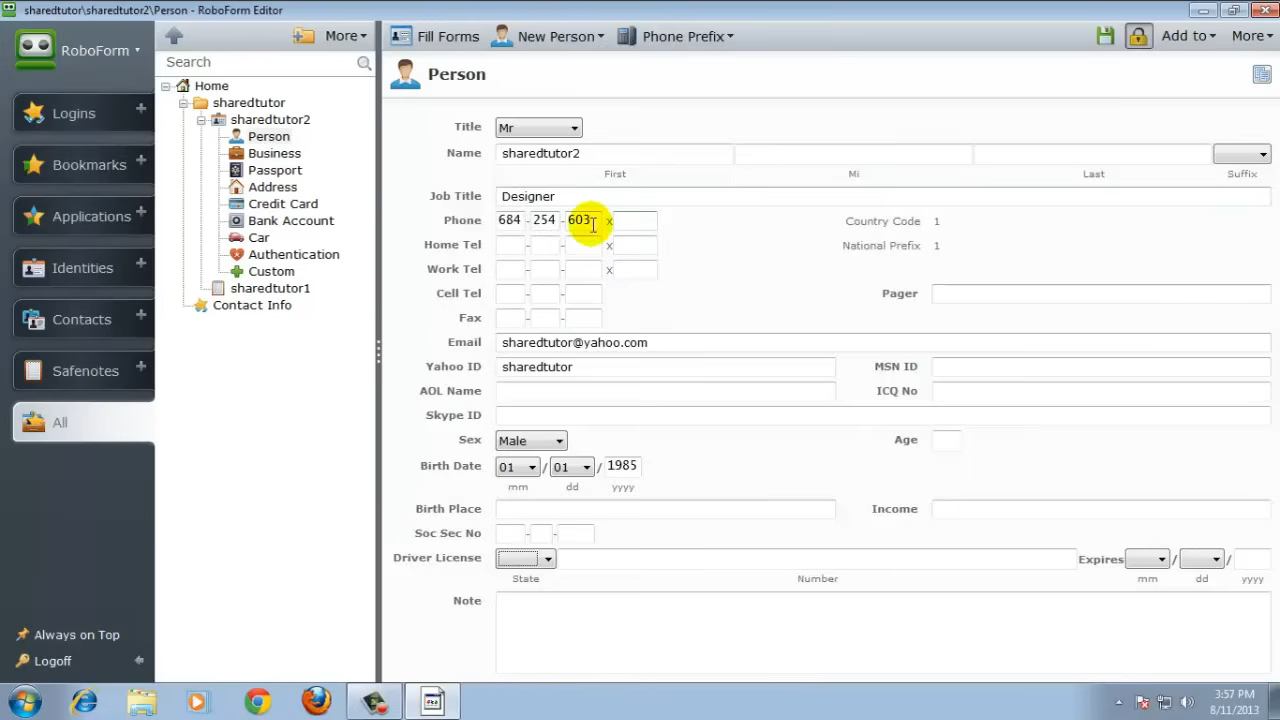 sharedtutor\sharedtutor2\Person - RoboForm Editor
RoboForm
More
Fill Forms
New Person
Phone Prefix
Add to
More
Search
Person
Logins
Bookmarks
Applications
Identities
Contacts
Safenotes
All
Always on Top
Logoff
Home
sharedtutor
sharedtutor2
Person
Business
Passport
Address
Credit Card
Bank Account
Car
Authentication
Custom
sharedtutor1
Contact Info
Title Mr
Name sharedtutor2
First Mi Last Suffix
Job Title Designer
Phone 684 - 254 - 603 x Country Code 1
Home Tel - - x National Prefix 1
Work Tel - - x
Cell Tel - - Pager
Fax - -
Email sharedtutor@yahoo.com
Yahoo ID sharedtutor MSN ID
AOL Name ICQ No
Skype ID
Sex Male Age
Birth Date 01 / 01 / 1985
mm dd yyyy
Birth Place Income
Soc Sec No - -
Driver License Expires / /
State Number mm dd yyyy
Note
3:57 PM
8/11/2013